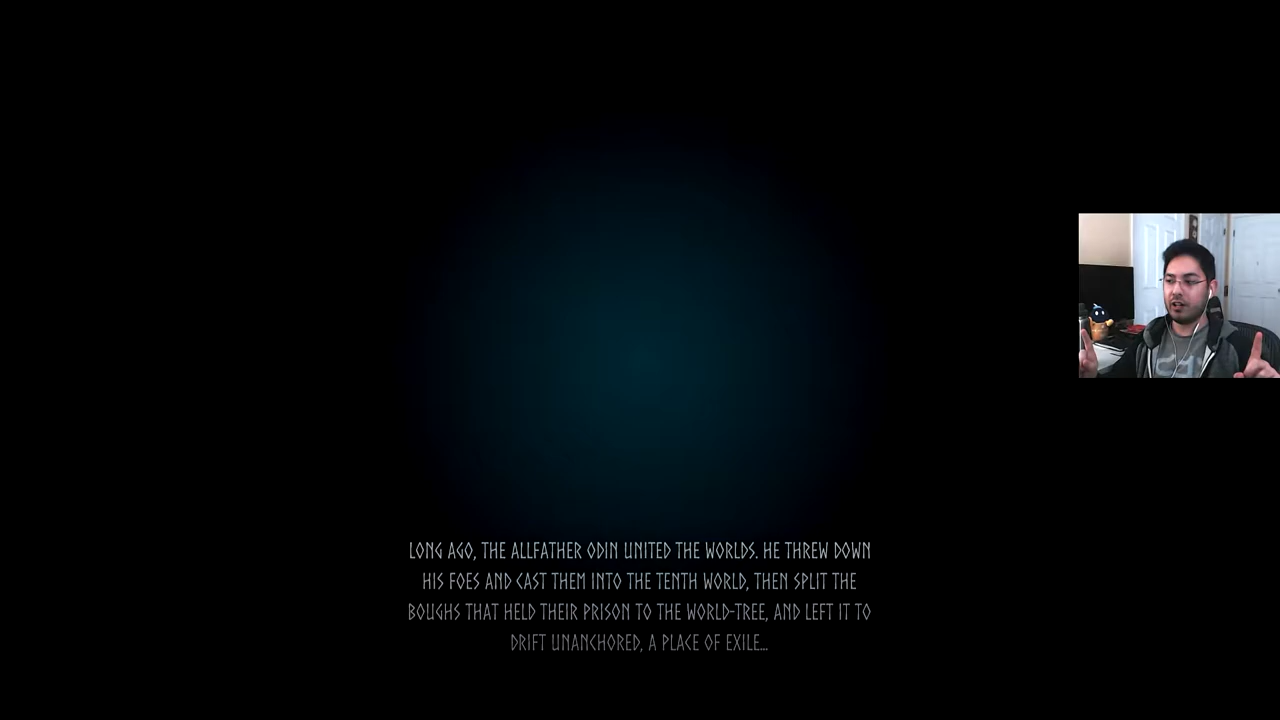 LONG AGO, THE ALLFATHER ODIN UNITED THE WORLDS. HE THREW DOWN
HIS FOES AND CAST THEM INTO THE TENTH WORLD, THEN SPLIT THE
BOUGHS THAT HELD THEIR PRISON TO THE WORLD-TREE, AND LEFT IT TO
DRIFT UNANCHORED, A PLACE OF EXILE...